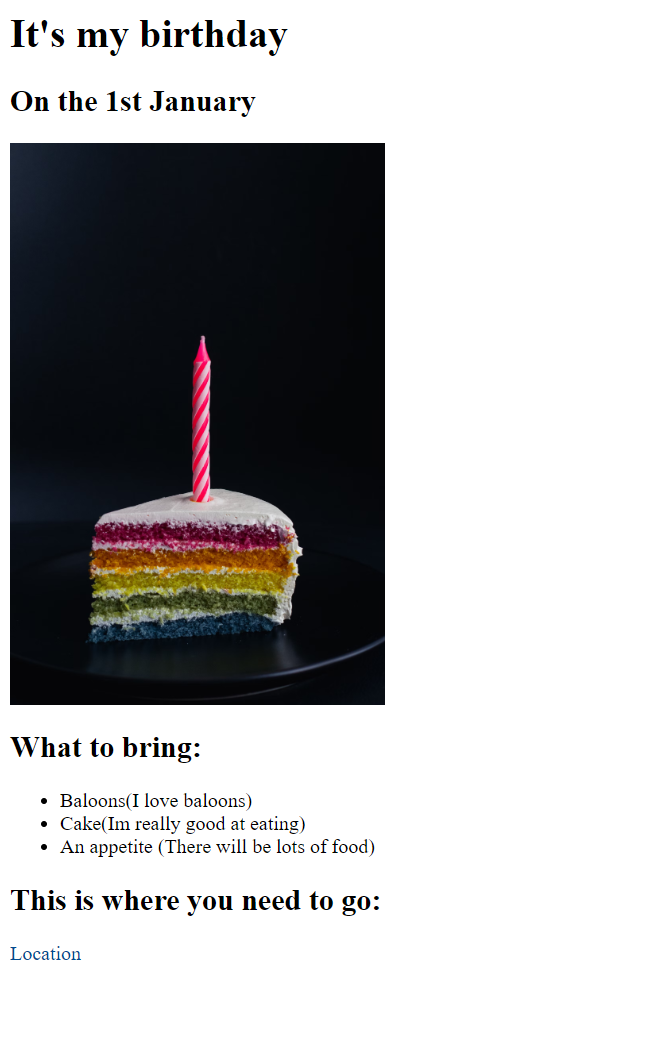 It's my birthday
On the 1st January
What to bring:
Baloons(I love baloons)
Cake(Im really good at eating)
An appetite (There will be lots of food)
This is where you need to go:
Location